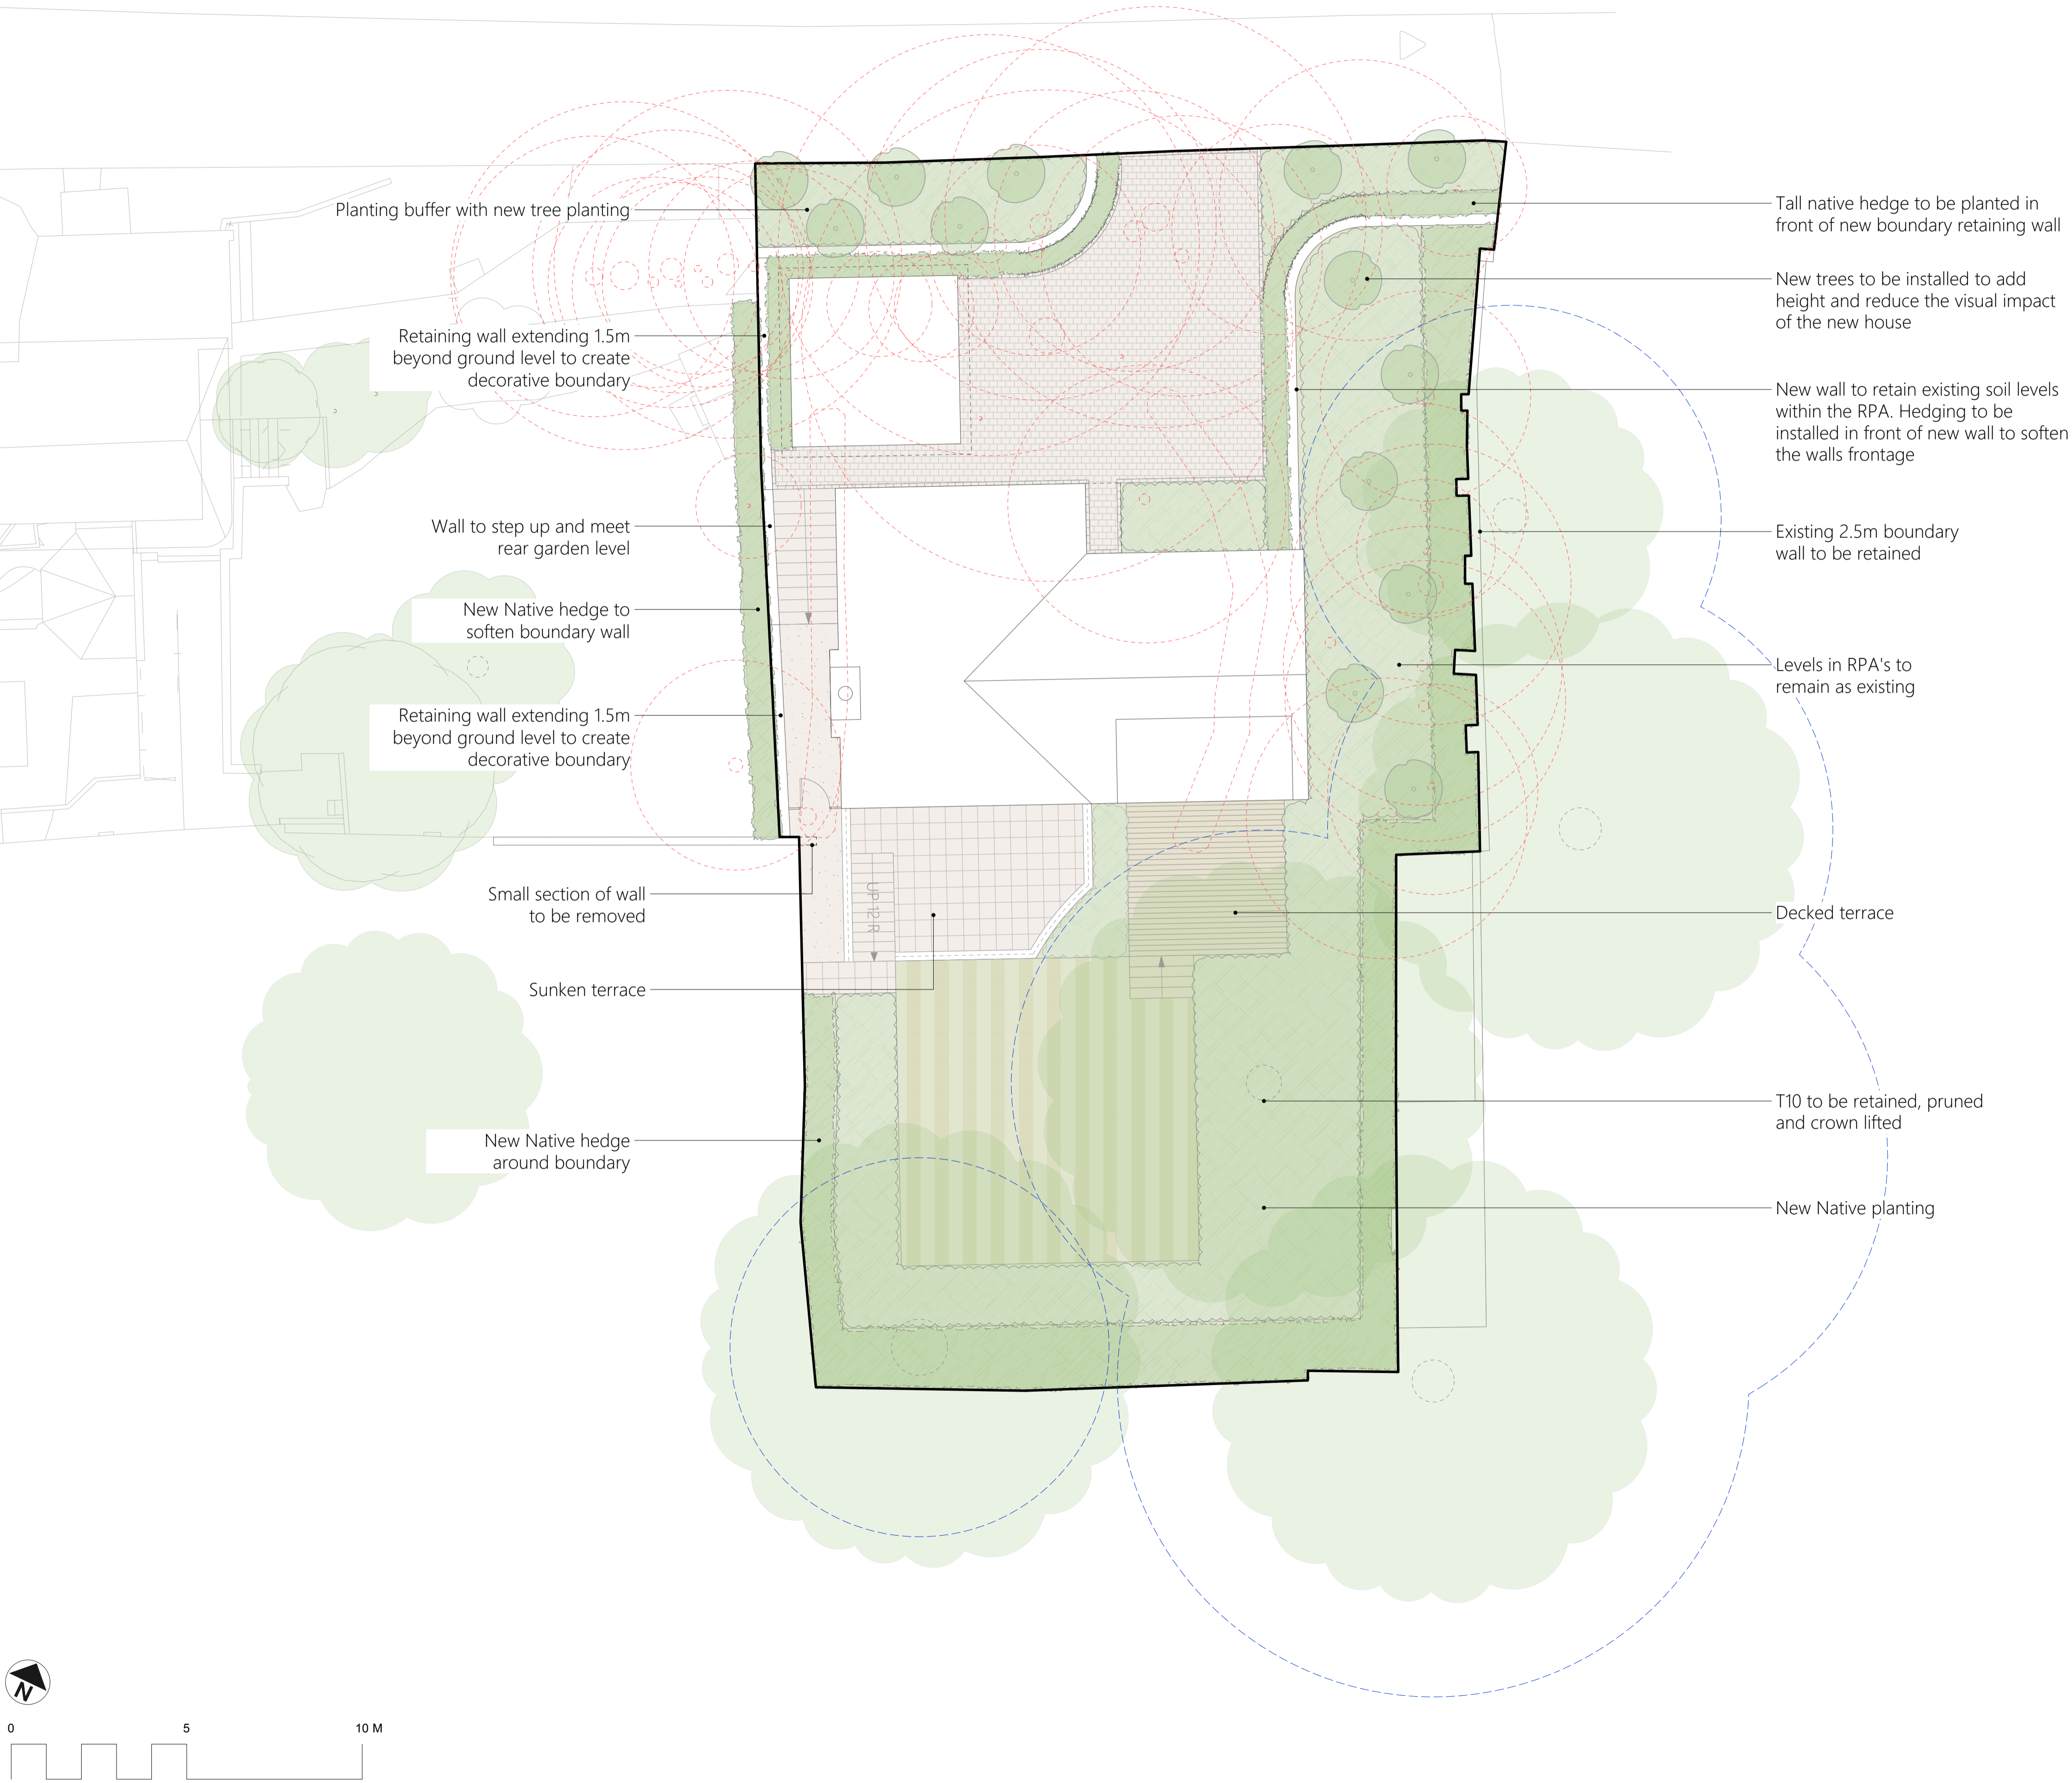 Planting buffer with new tree planting
Retaining wall extending 1.5m
beyond ground level to create
decorative boundary
Wall to step up and meet
rear garden level
New Native hedge to
soften boundary wall
Retaining wall extending 1.5m
beyond ground level to create
decorative boundary
Small section of wall
to be removed
Sunken terrace
New Native hedge
around boundary
UP 12 R
Tall native hedge to be planted in
front of new boundary retaining wall
New trees to be installed to add
height and reduce the visual impact
of the new house
New wall to retain existing soil levels
within the RPA. Hedging to be
installed in front of new wall to soften
the walls frontage
Existing 2.5m boundary
wall to be retained
Levels in RPA's to
remain as existing
Decked terrace
T10 to be retained, pruned
and crown lifted
New Native planting
N
0 5 10 M